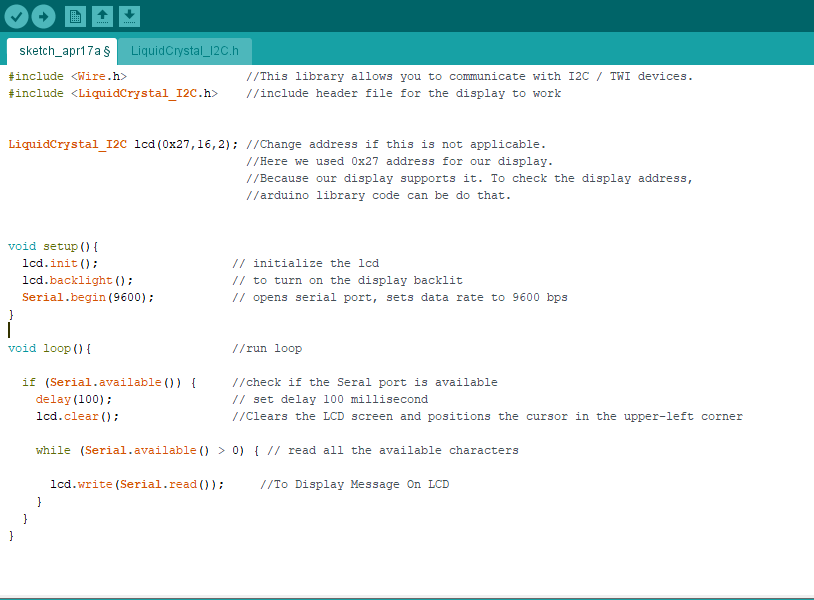 sketch_apr17a § LiquidCrystal_I2C.h
#include <Wire.h> //This library allows you to communicate with I2C / TWI devices.
#include <LiquidCrystal_I2C.h> //include header file for the display to work
LiquidCrystal_I2C lcd(0x27,16,2); //Change address if this is not applicable.
//Here we used 0x27 address for our display.
//Because our display supports it. To check the display address,
//arduino library code can be do that.
void setup(){
lcd.init(); // initialize the lcd
lcd.backlight(); // to turn on the display backlit
Serial.begin(9600); // opens serial port, sets data rate to 9600 bps
}
void loop(){ //run loop
if (Serial.available()) { //check if the Seral port is available
delay(100); // set delay 100 millisecond
lcd.clear(); //Clears the LCD screen and positions the cursor in the upper-left corner
while (Serial.available() > 0) { // read all the available characters
lcd.write(Serial.read()); //To Display Message On LCD
}
}
}